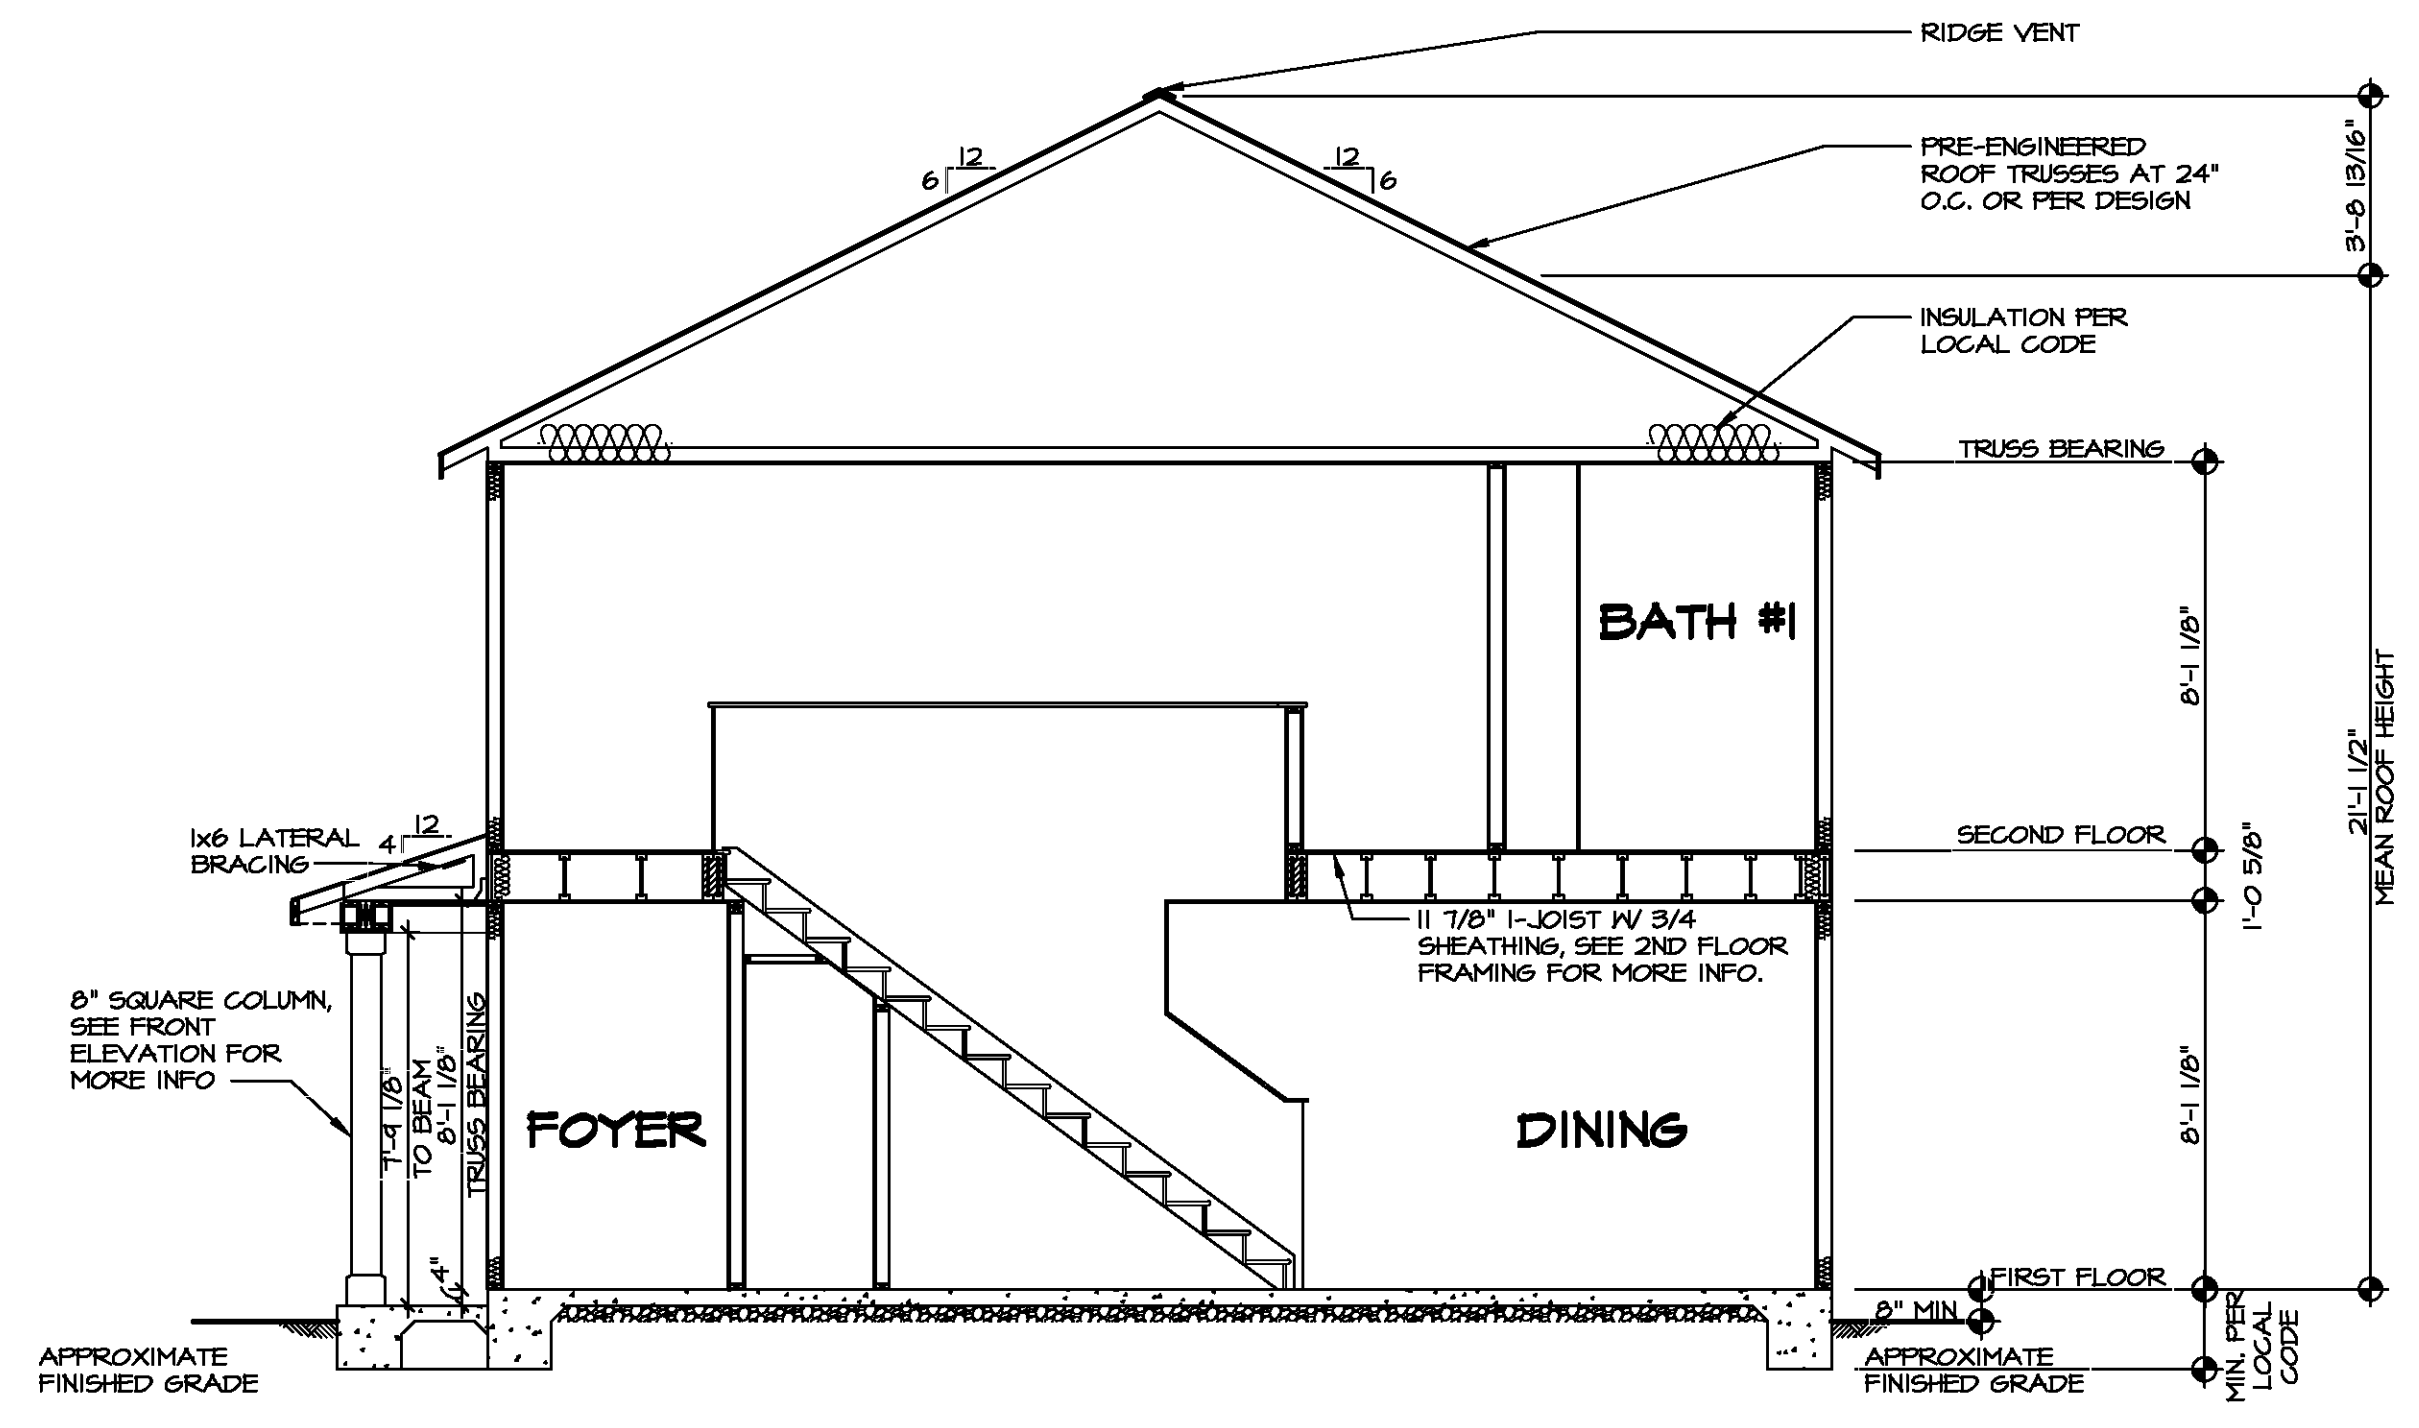 RIDGE VENT
12
6
12
6
PRE-ENGINEERED
ROOF TRUSSES AT 24"
O.C. OR PER DESIGN
3'-8 13/16"
INSULATION PER
LOCAL CODE
TRUSS BEARING
BATH #1
8'-1 1/8"
21'-1 1/2"
MEAN ROOF HEIGHT
1x6 LATERAL
BRACING
12
4
SECOND FLOOR
1'-0 5/8"
11 7/8" I-JOIST W/ 3/4
SHEATHING, SEE 2ND FLOOR
FRAMING FOR MORE INFO.
8" SQUARE COLUMN,
SEE FRONT
ELEVATION FOR
MORE INFO
7'-9 1/8"
TO BEAM
8'-1 1/8"
TRUSS BEARING
FOYER
DINING
8'-1 1/8"
4"
FIRST FLOOR
8" MIN
MIN. PER
LOCAL
CODE
APPROXIMATE
FINISHED GRADE
APPROXIMATE
FINISHED GRADE